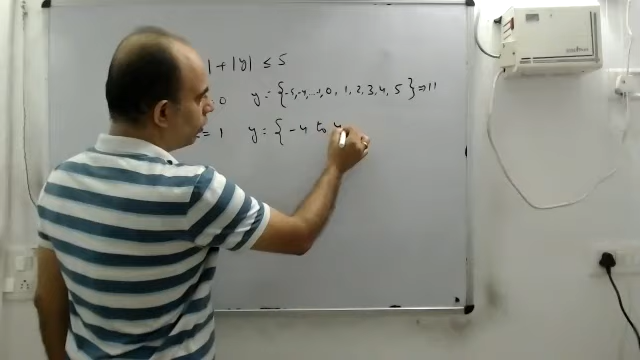 | + |y| ≤ 5
0 y = { -5, -4, ..., 0, 1, 2, 3, 4, 5 } ⇒ 11
= 1 y = { -4 to 4